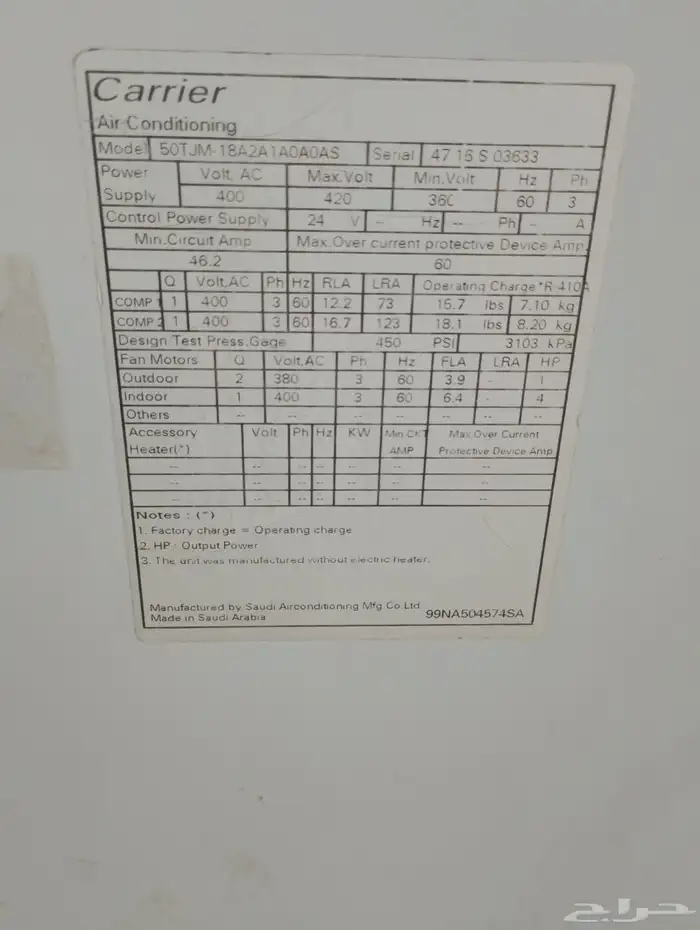 Carrier
Air Conditioning
Model 50TJM-18A2A1A0A0AS Serial 47 16 S 03633
Power Supply Volt. AC Max.Volt Min.Volt Hz Ph
400 420 360 60 3
Control Power Supply 24 V -- Hz -- Ph - A
Min.Circuit Amp Max.Over current protective Device Amp.
46.2 60
Q Volt.AC Ph Hz RLA LRA Operating Charge *R-410A
COMP 1 1 400 3 60 12.2 73 15.7 lbs 7.10 kg
COMP 2 1 400 3 60 16.7 123 18.1 lbs 8.20 kg
Design Test Press.Gage 450 PSI 3103 kPa
Fan Motors Q Volt.AC Ph Hz FLA LRA HP
Outdoor 2 380 3 60 3.9 - 1
Indoor 1 400 3 60 6.4 - 4
Others -- -- -- -- -- -- --
Accessory Heater(*) Volt Ph Hz KW Min CKT AMP Max.Over Current Protective Device Amp
-- -- -- -- -- -- --
-- -- -- -- -- -- --
-- -- -- -- -- -- --
Notes : (*)
1. Factory charge = Operating charge
2. HP : Output Power
3. The unit was manufactured without electric heater.
Manufactured by Saudi Airconditioning Mfg Co.Ltd
Made in Saudi Arabia 99NA504574SA
حراج